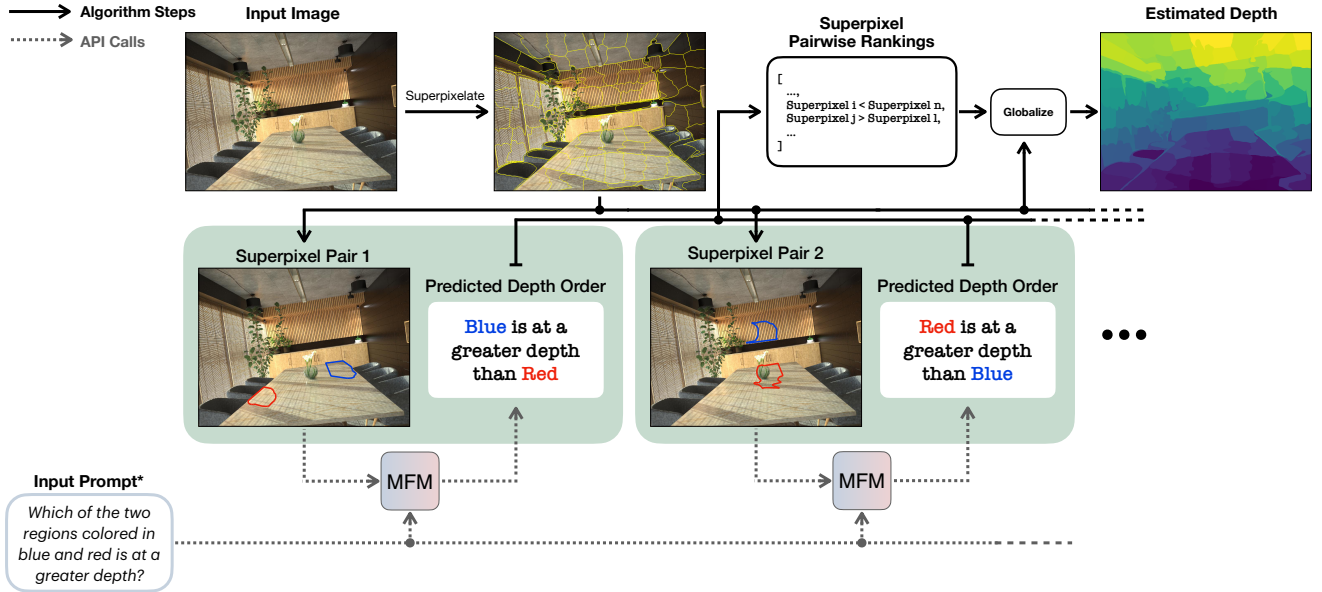 Algorithm Steps
API Calls
Input Image
Superpixelate
Superpixel
Pairwise Rankings
[
...,
Superpixel i < Superpixel n,
Superpixel j > Superpixel l,
...
]
Globalize
Estimated Depth
Superpixel Pair 1
Predicted Depth Order
Blue is at a
greater depth
than Red
Superpixel Pair 2
Predicted Depth Order
Red is at a
greater depth
than Blue
MFM
MFM
Input Prompt*
Which of the two
regions colored in
blue and red is at a
greater depth?